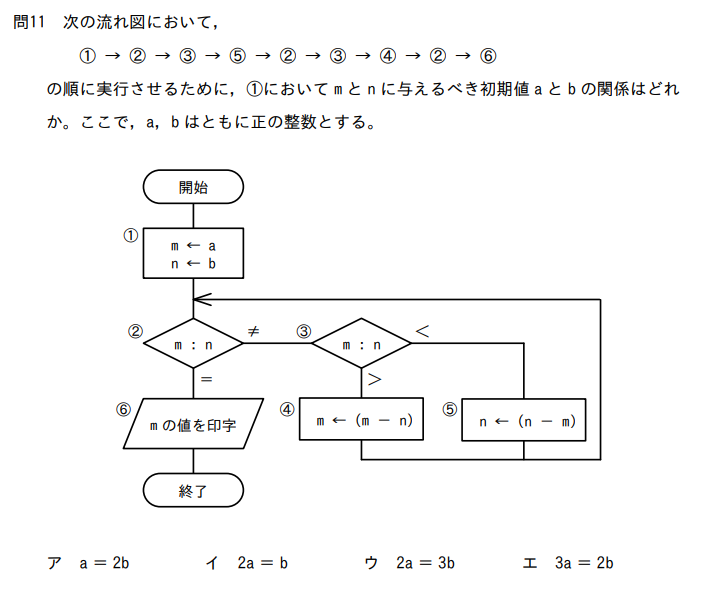 問11 次の流れ図において，
① → ② → ③ → ⑤ → ② → ③ → ④ → ② → ⑥
の順に実行させるために，①において m と n に与えるべき初期値 a と b の関係はどれ
か。ここで，a，b はともに正の整数とする。
開始
①
m ← a
n ← b
② m : n ≠ ③ m : n ＜
＝ ＞
⑥ m の値を印字 ④ m ← (m － n) ⑤ n ← (n － m)
終了
ア a ＝ 2b イ 2a ＝ b ウ 2a ＝ 3b エ 3a ＝ 2b